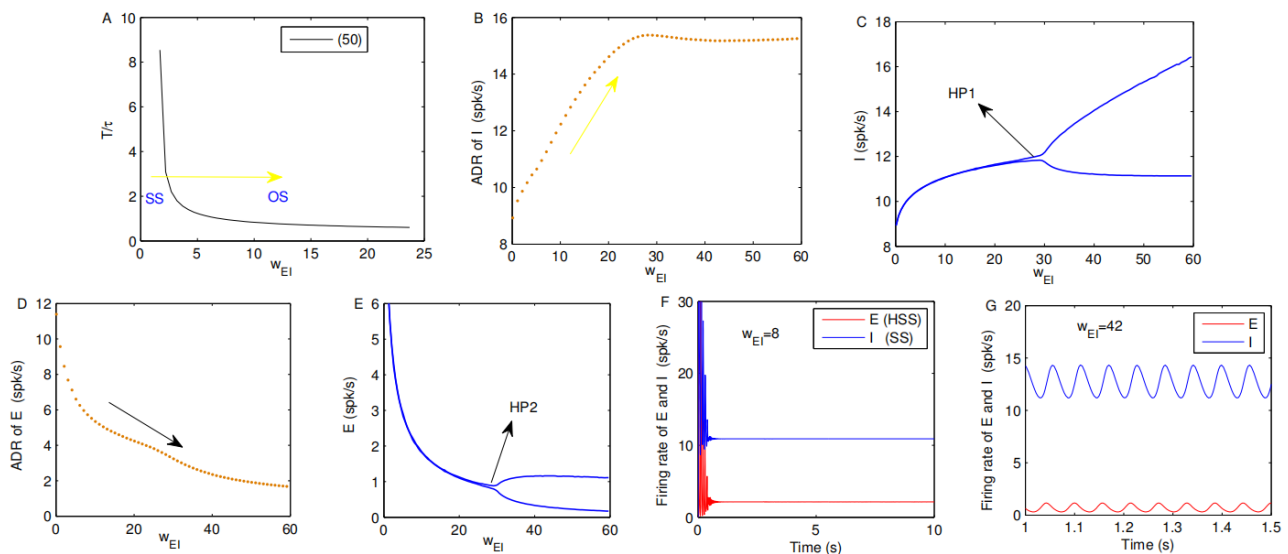 A
10
8
6
4
2
0
T/τ
(50)
SS
OS
0 5 10 15 20 25
w_EI
B
16
14
12
10
8
ADR of I (spk/s)
0 10 20 30 40 50 60
w_EI
C
18
16
14
12
10
8
I (spk/s)
HP1
0 10 20 30 40 50 60
w_EI
D
12
10
8
6
4
2
0
ADR of E (spk/s)
0 20 40 60
w_EI
E
6
5
4
3
2
1
0
E (spk/s)
HP2
0 20 40 60
w_EI
F
30
20
10
0
Firing rate of E and I (spk/s)
w_EI=8
E (HSS)
I (SS)
0 5 10
Time (s)
G
20
15
10
5
0
Firing rate of E and I (spk/s)
w_EI=42
E
I
1 1.1 1.2 1.3 1.4 1.5
Time (s)